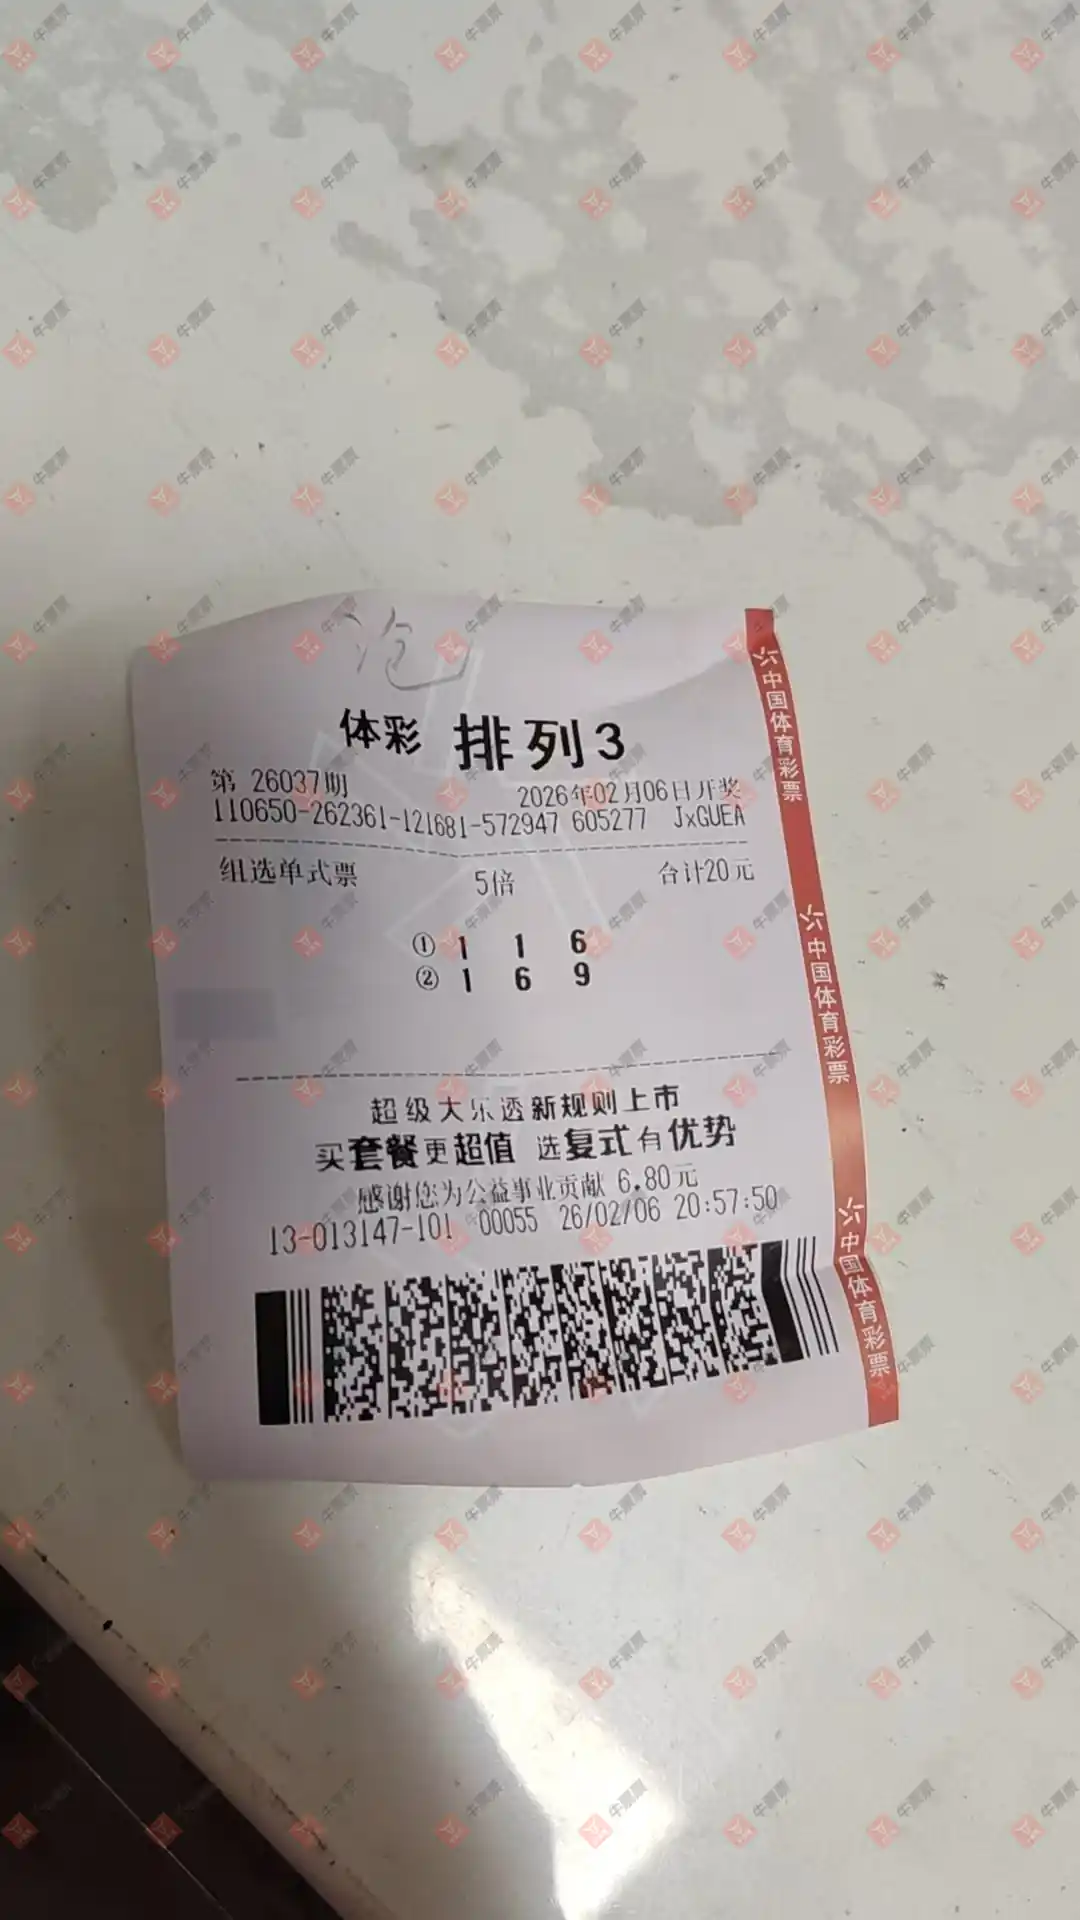 泡
体彩 排列3
第 26037期 2026年02月06日开奖
110650-262361-121681-572947 605277 JxGUEA
组选单式票 5倍 合计20元
① 1 1 6
② 1 6 9
超级大乐透新规则上市
买套餐更超值 选复式有优势
感谢您为公益事业贡献 6.80元
13-013147-101 00055 26/02/06 20:57:50
中国体育彩票
中国体育彩票
中国体育彩票
牛票票